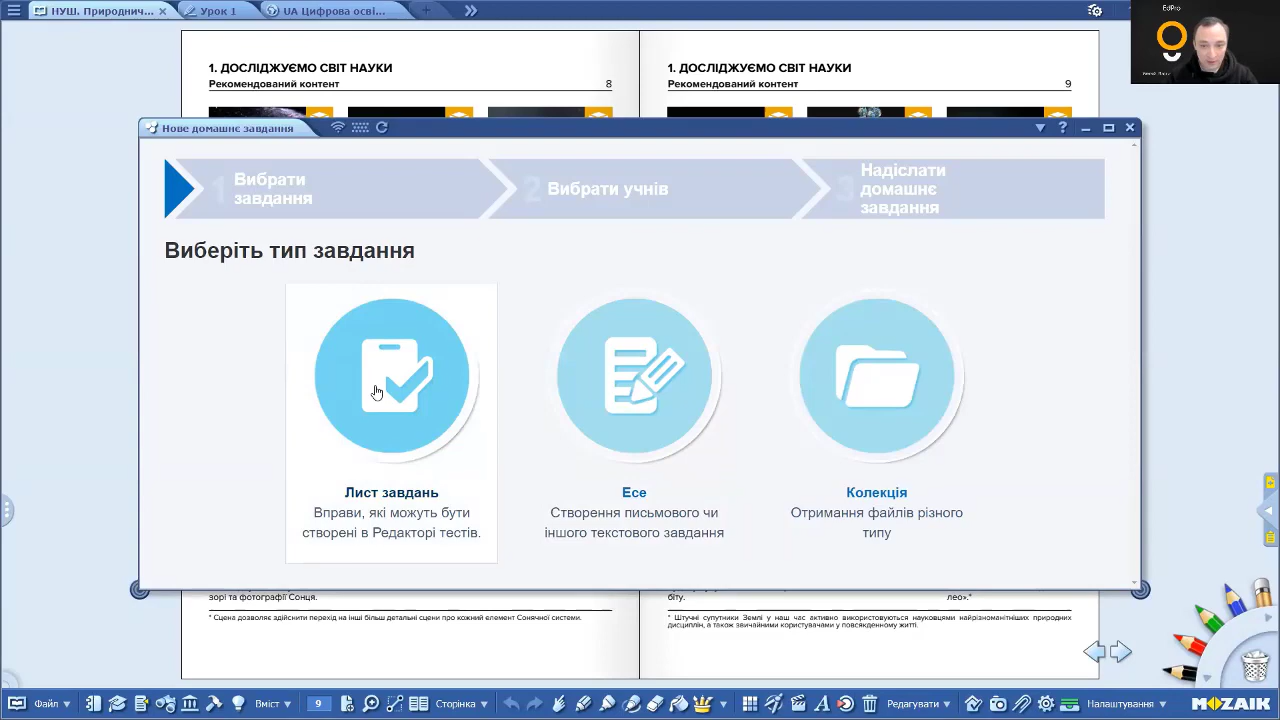 НУШ. Природнич
Урок 1
UA Цифрова осві
EdPro
1. ДОСЛІДЖУЄМО СВІТ НАУКИ
Рекомендований контент
8
1. ДОСЛІДЖУЄМО СВІТ НАУКИ
Рекомендований контент
9
Нове домашнє завдання
1 Вибрати завдання
2 Вибрати учнів
3 Надіслати домашнє завдання
Виберіть тип завдання
Лист завдань
Вправи, які можуть бути
створені в Редакторі тестів.
Есе
Створення письмового чи
іншого текстового завдання
Колекція
Отримання файлів різного
типу
зорі та фотографії Сонця.
* Сцена дозволяє здійснити перехід на інші більш детальні сцени про кожний елемент Сонячної системи.
біту.
лео».*
* Штучні супутники Землі у наш час активно використовуються науковцями найрізноманітніших природних
дисциплін, а також звичайними користувачами у повсякденному житті.
Файл
Вміст
9
Сторінка
Редагувати
Налаштування
MOZAIK